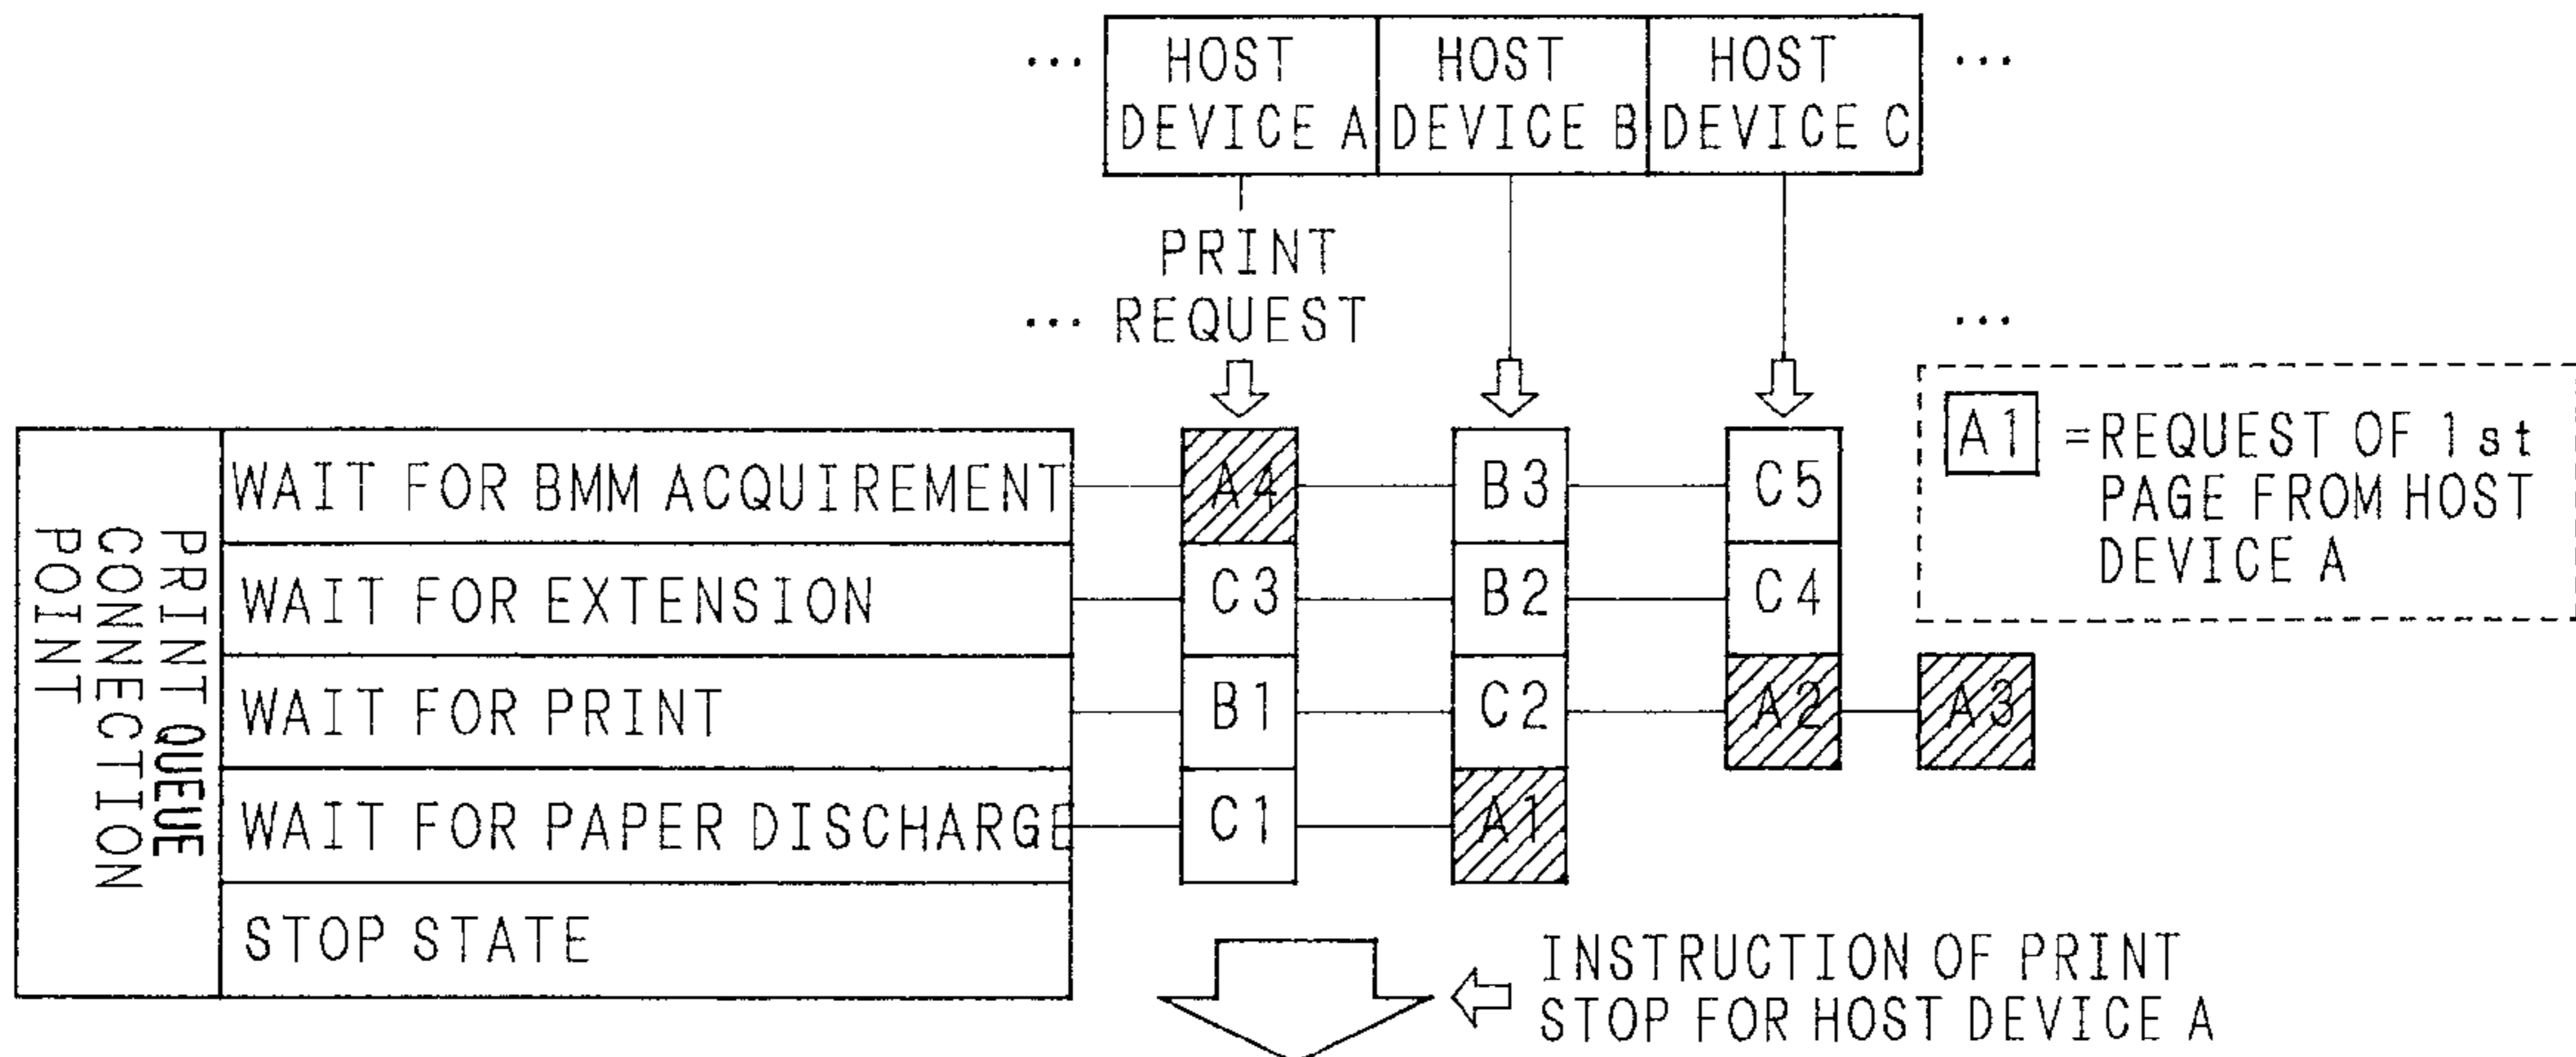 ... HOST DEVICE A HOST DEVICE B HOST DEVICE C ...
PRINT
... REQUEST ...
A1 =REQUEST OF 1st
PAGE FROM HOST
DEVICE A
PRINT QUEUE
CONNECTION
POINT
WAIT FOR BMM ACQUIREMENT A4 B3 C5
WAIT FOR EXTENSION C3 B2 C4
WAIT FOR PRINT B1 C2 A2 A3
WAIT FOR PAPER DISCHARGE C1 A1
STOP STATE
INSTRUCTION OF PRINT
STOP FOR HOST DEVICE A